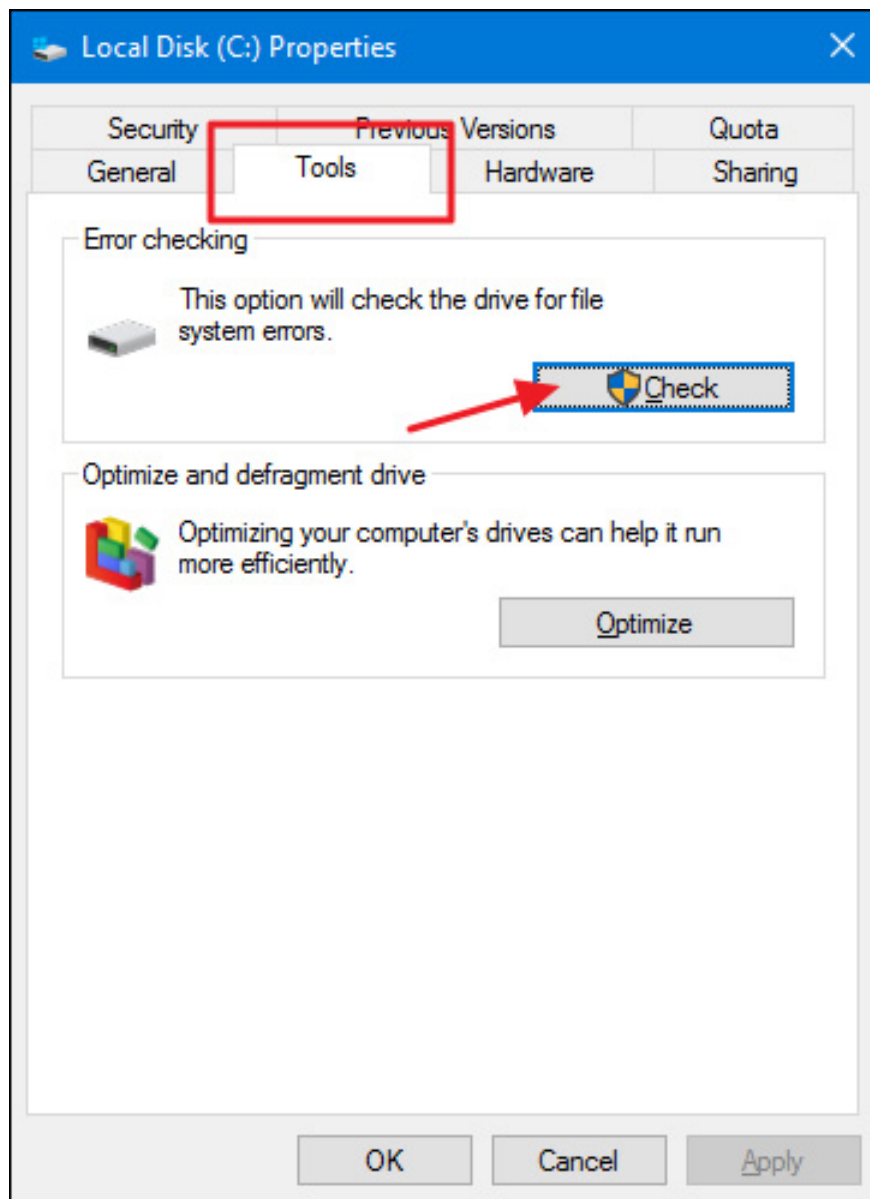 Local Disk (C:) Properties
Security Previous Versions Quota
General Tools Hardware Sharing
Error checking
This option will check the drive for file
system errors.
Check
Optimize and defragment drive
Optimizing your computer's drives can help it run
more efficiently.
Optimize
OK Cancel Apply